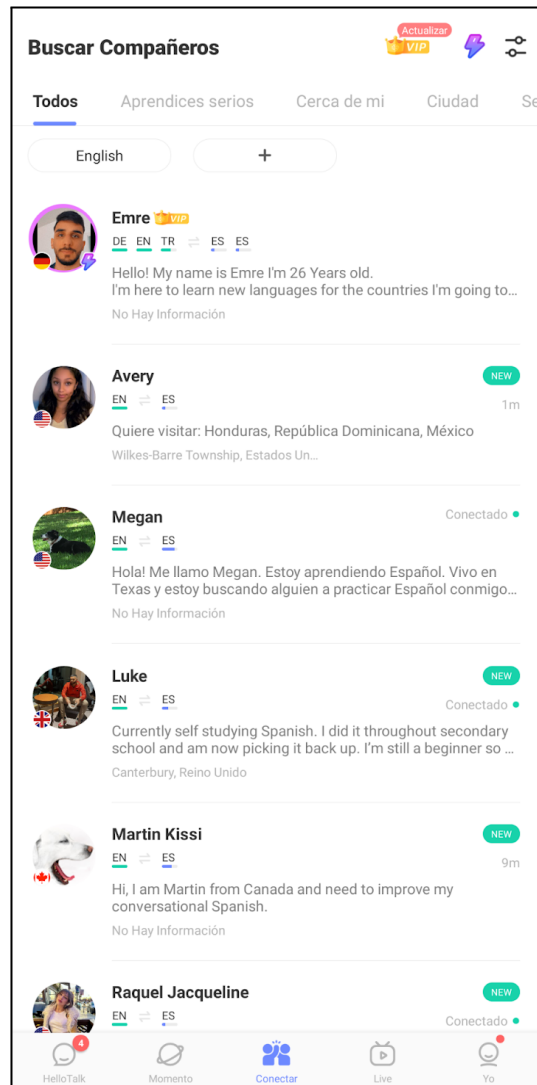 Actualizar
Buscar Compañeros VIP
Todos Aprendices serios Cerca de mi Ciudad Se
English +
Emre VIP
DE EN TR ES ES
Hello! My name is Emre I'm 26 Years old.
I'm here to learn new languages for the countries I'm going to...
No Hay Información
Avery NEW
EN ES 1m
Quiere visitar: Honduras, República Dominicana, México
Wilkes-Barre Township, Estados Un...
Megan Conectado
EN ES
Hola! Me llamo Megan. Estoy aprendiendo Español. Vivo en
Texas y estoy buscando alguien a practicar Español conmigo...
No Hay Información
Luke NEW
EN ES Conectado
Currently self studying Spanish. I did it throughout secondary
school and am now picking it back up. I'm still a beginner so ...
Canterbury, Reino Unido
Martin Kissi NEW
EN ES 9m
Hi, I am Martin from Canada and need to improve my
conversational Spanish.
No Hay Información
Raquel Jacqueline NEW
EN ES Conectado
4
HelloTalk Momento Conectar Live Yo